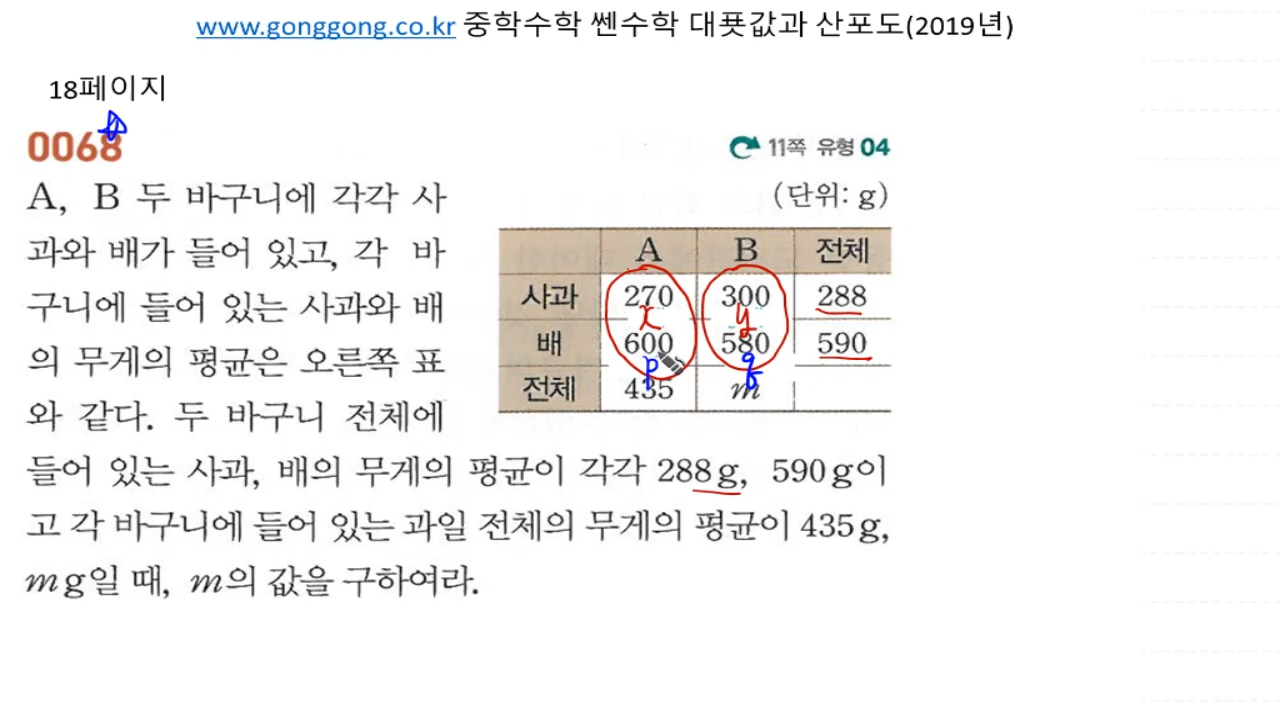 www.gonggong.co.kr 중학수학 쎈수학 대푯값과 산포도(2019년)
18페이지
0068
11쪽 유형 04
A, B 두 바구니에 각각 사
과와 배가 들어 있고, 각 바
구니에 들어 있는 사과와 배
의 무게의 평균은 오른쪽 표
와 같다. 두 바구니 전체에
들어 있는 사과, 배의 무게의 평균이 각각 288g, 590g이
고 각 바구니에 들어 있는 과일 전체의 무게의 평균이 435g,
mg일 때, m의 값을 구하여라.
(단위: g)
A B 전체
사과 270 300 288
x y
배 600 580 590
p q
전체 435 m